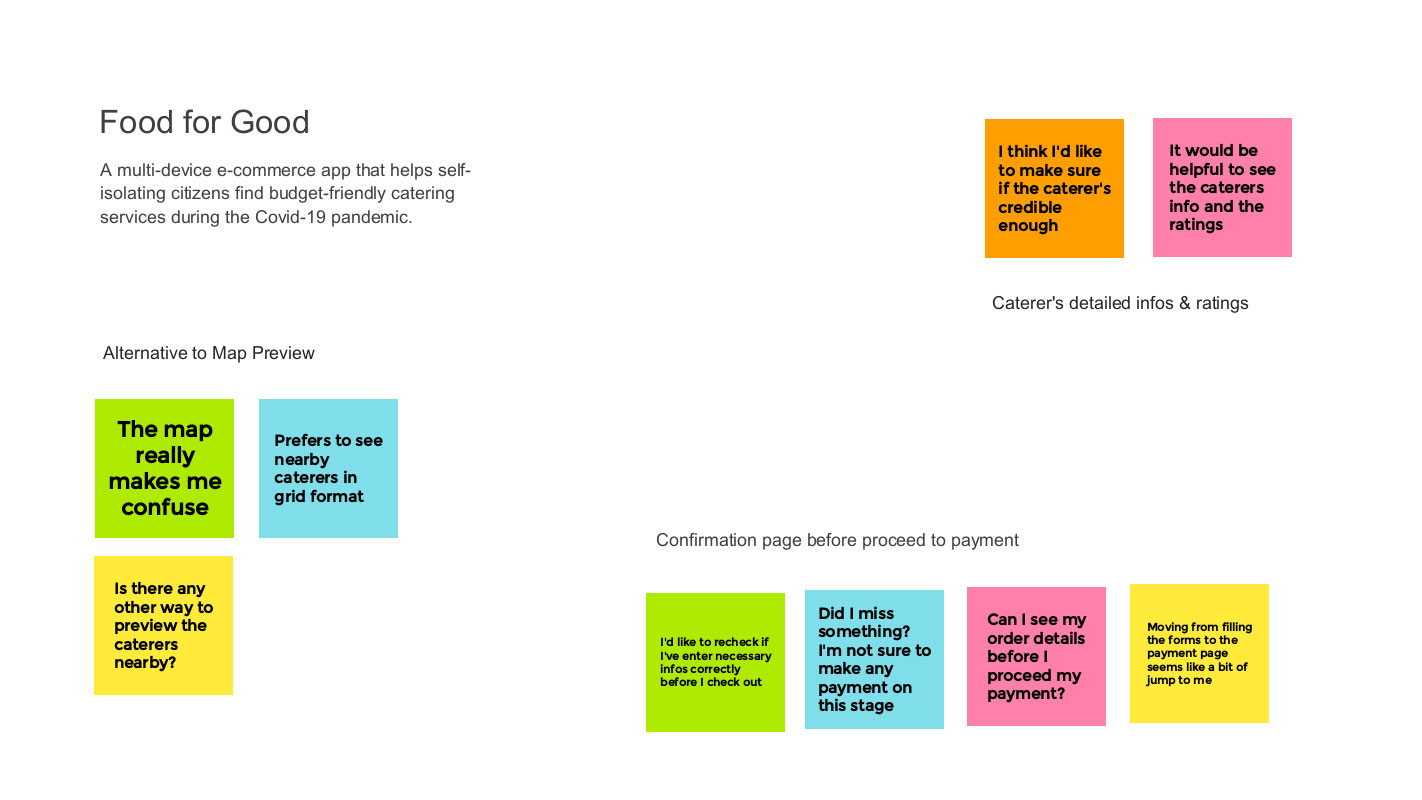 Food for Good
A multi-device e-commerce app that helps self-
isolating citizens find budget-friendly catering
services during the Covid-19 pandemic.
I think I'd like
to make sure
if the caterer's
credible
enough
It would be
helpful to see
the caterers
info and the
ratings
Caterer's detailed infos & ratings
Alternative to Map Preview
The map
really
makes me
confuse
Prefers to see
nearby
caterers in
grid format
Is there any
other way to
preview the
caterers
nearby?
Confirmation page before proceed to payment
I'd like to recheck if
I've enter necessary
infos correctly
before I check out
Did I miss
something?
I'm not sure to
make any
payment on
this stage
Can I see my
order details
before I
proceed my
payment?
Moving from filling
the forms to the
payment page
seems like a bit of
jump to me